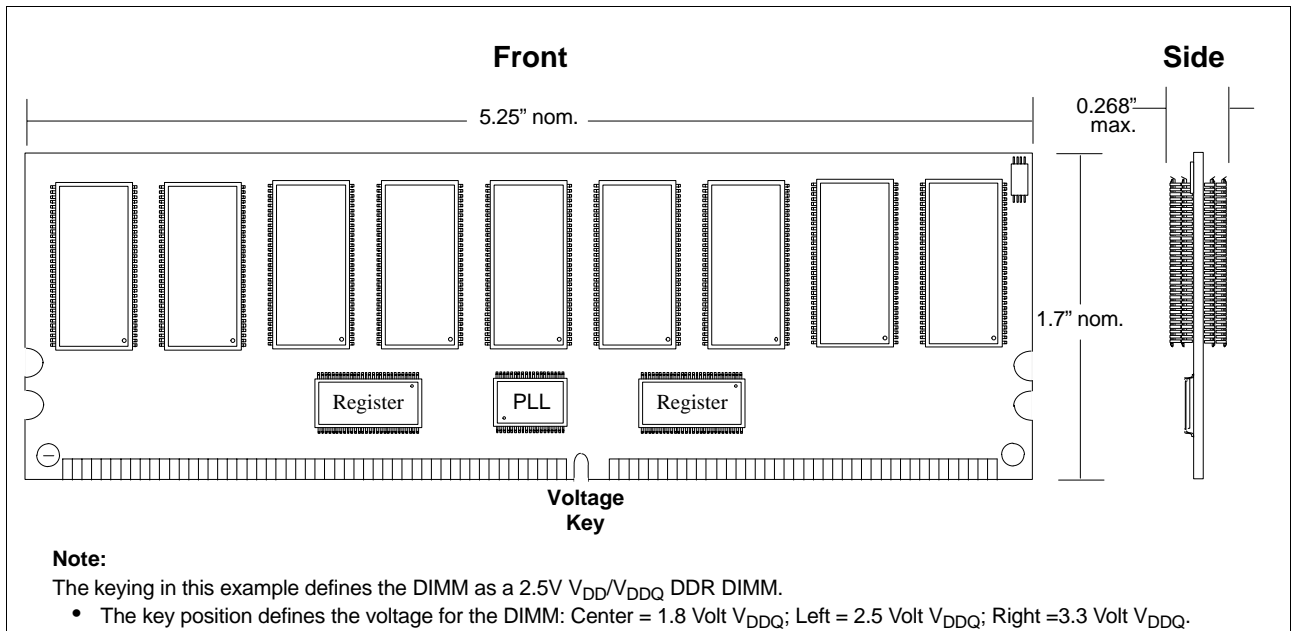 Front
Side
5.25” nom.
0.268”
max.
1.7” nom.
Register
PLL
Register
Voltage
Key
Note:
The keying in this example defines the DIMM as a 2.5V VDD/VDDQ DDR DIMM.
• The key position defines the voltage for the DIMM: Center = 1.8 Volt VDDQ; Left = 2.5 Volt VDDQ; Right =3.3 Volt VDDQ.